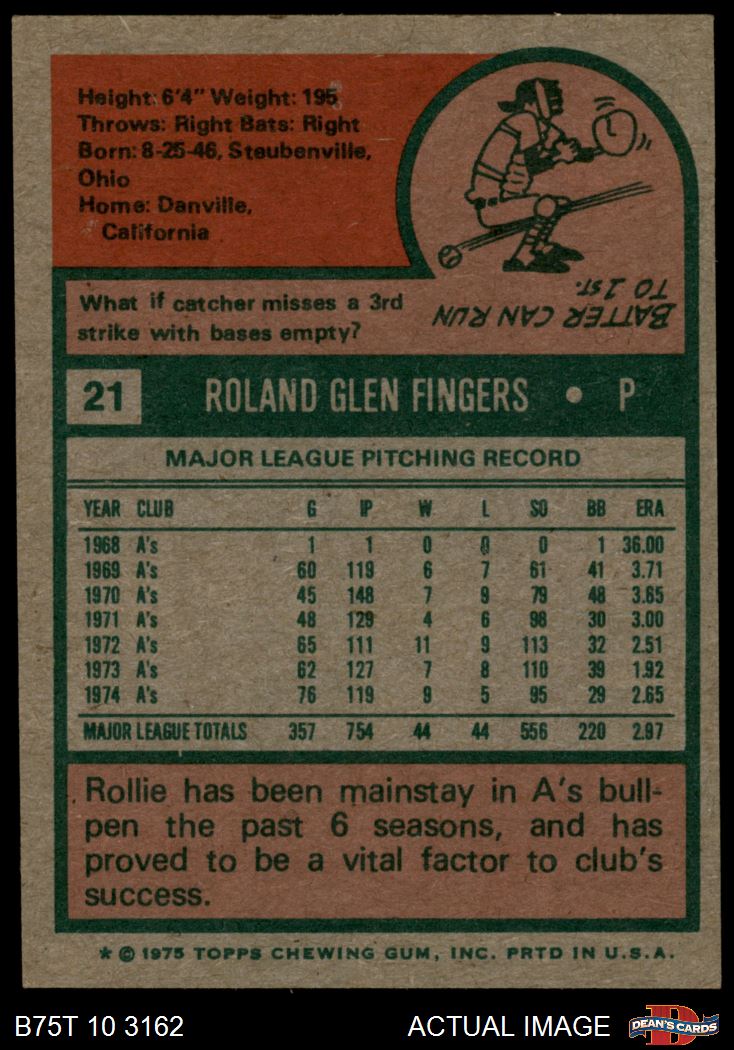 Height: 6'4" Weight: 195
Throws: Right Bats: Right
Born: 8-25-46, Steubenville,
Ohio
Home: Danville,
California
What if catcher misses a 3rd
strike with bases empty?
BATTER CAN RUN
TO 1ST.
21 ROLAND GLEN FINGERS • P
MAJOR LEAGUE PITCHING RECORD
YEAR CLUB G IP W L SO BB ERA
1968 A's 1 1 0 0 0 1 36.00
1969 A's 60 119 6 7 61 41 3.71
1970 A's 45 148 7 9 79 48 3.65
1971 A's 48 129 4 6 98 30 3.00
1972 A's 65 111 11 9 113 32 2.51
1973 A's 62 127 7 8 110 39 1.92
1974 A's 76 119 9 5 95 29 2.65
MAJOR LEAGUE TOTALS 357 754 44 44 556 220 2.97
Rollie has been mainstay in A's bull-
pen the past 6 seasons, and has
proved to be a vital factor to club's
success.
* © 1975 TOPPS CHEWING GUM, INC. PRTD IN U.S.A.
B75T 10 3162 ACTUAL IMAGE DEAN'S CARDS